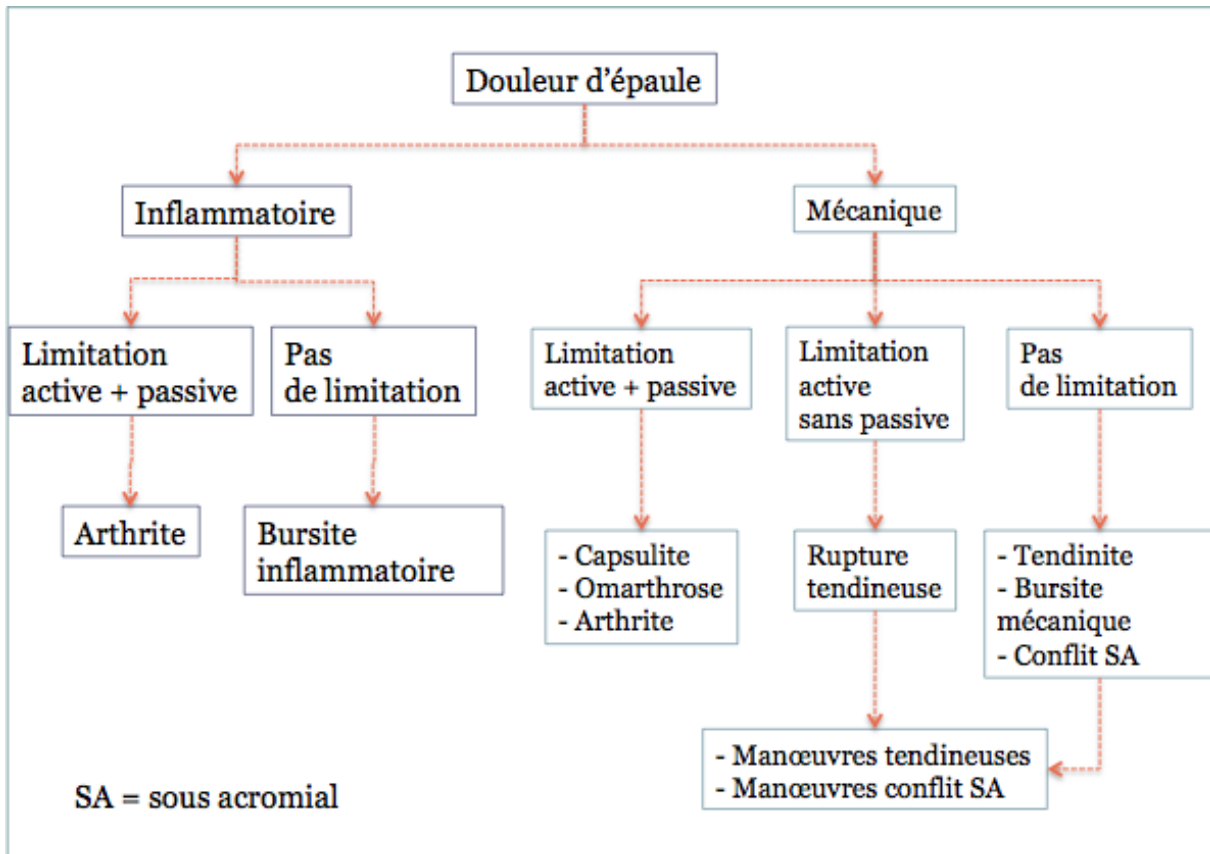 Douleur d'épaule
Inflammatoire
Mécanique
Limitation
active + passive
Pas
de limitation
Limitation
active + passive
Limitation
active
sans passive
Pas
de limitation
Arthrite
Bursite
inflammatoire
- Capsulite
- Omarthrose
- Arthrite
Rupture
tendineuse
- Tendinite
- Bursite
mécanique
- Conflit SA
- Manœuvres tendineuses
- Manœuvres conflit SA
SA = sous acromial